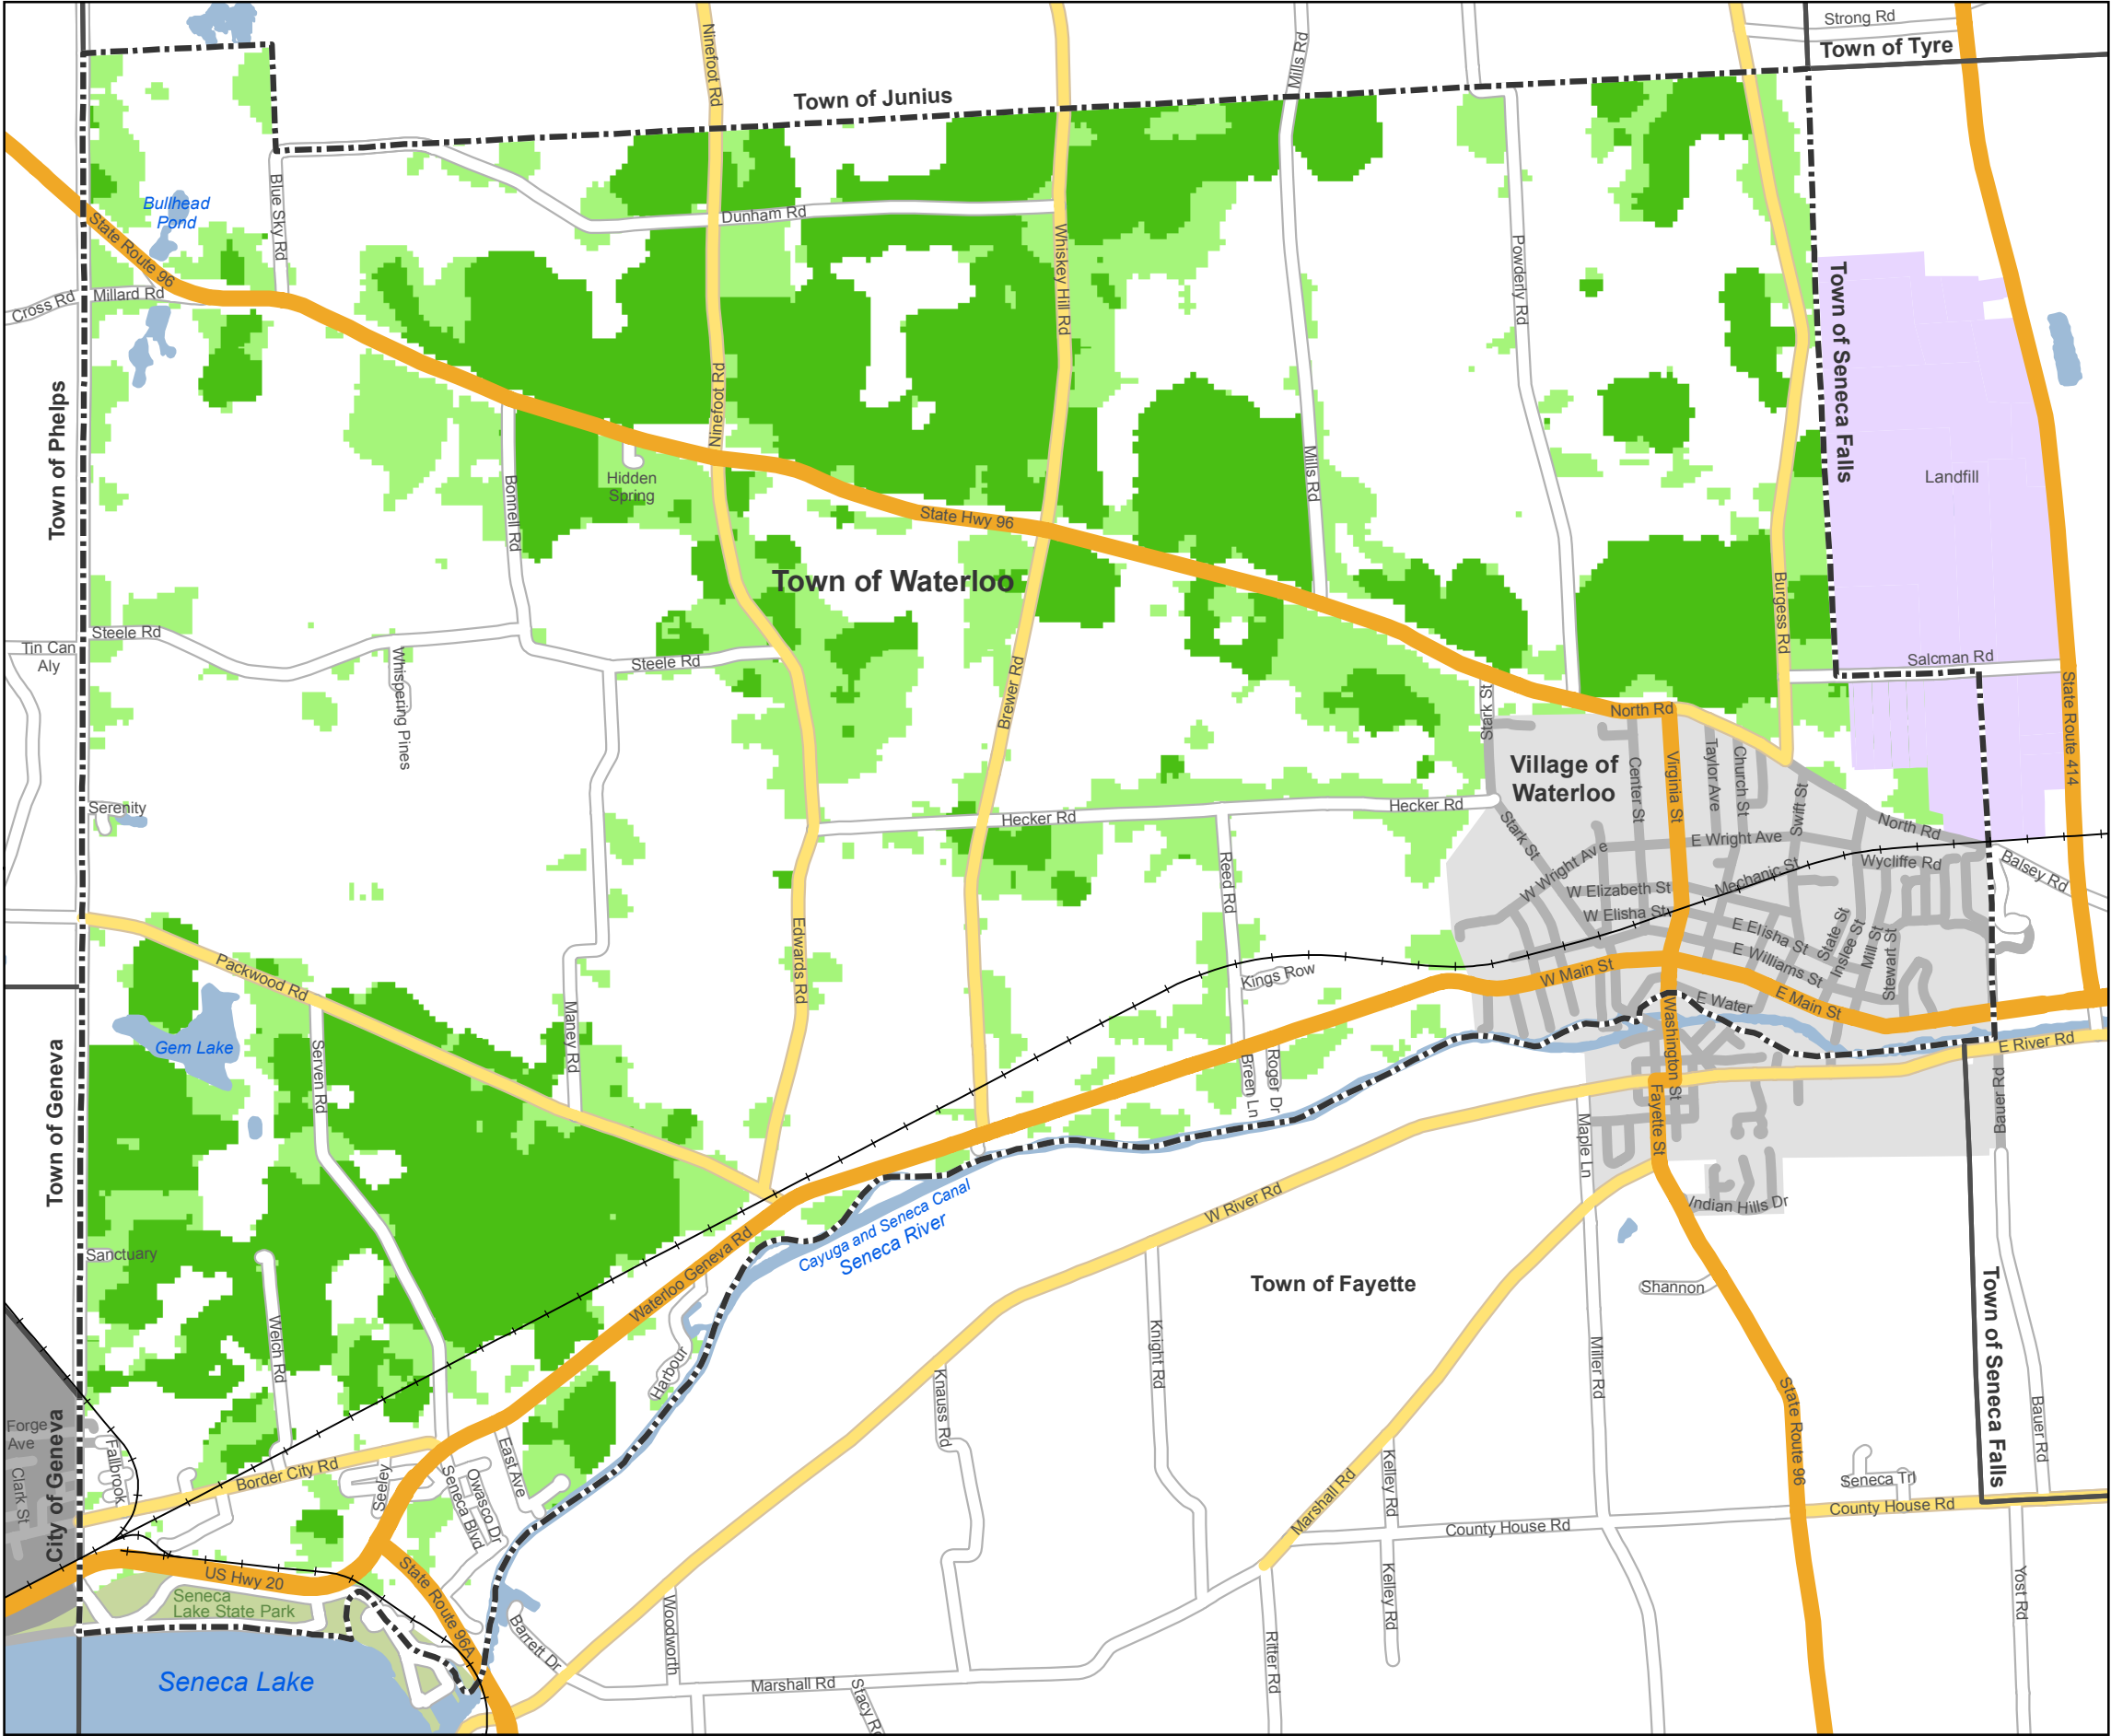 Strong Rd
Town of Tyre
Ninefoot Rd
Mills Rd
Town of Junius
Bullhead
Pond
Blue Sky Rd
State Route 96
Dunham Rd
Whiskey Hill Rd
Powderly Rd
Town of Seneca Falls
Cross Rd
Millard Rd
Town of Phelps
Ninefoot Rd
Hidden
Spring
Bonnell Rd
Mills Rd
Landfill
State Hwy 96
Town of Waterloo
Burgess Rd
Steele Rd
Tin Can
Aly
Whispering Pines
Steele Rd
Brewer Rd
Salcman Rd
Stark St
North Rd
State Route 414
Village of
Waterloo
Center St
Virginia St
Taylor Ave
Church St
Swift St
Serenity
Hecker Rd
Hecker Rd
Stark St
North Rd
E Wright Ave
W Wright Ave
Wycliffe Rd
Balsey Rd
Reed Rd
W Elizabeth St
Mechanic St
W Elisha St
E Elisha St
State St
Inslee St
Mill St
Stewart St
E Williams St
Edwards Rd
Packwood Rd
Kings Row
W Main St
E Main St
E Water
Washington St
Maney Rd
Gem Lake
Serven Rd
Town of Geneva
Breen Ln
Roger Dr
E River Rd
Bauer Rd
Fayette St
Maple Ln
W River Rd
Cayuga and Seneca Canal
Seneca River
Indian Hills Dr
Sanctuary
Waterloo Geneva Rd
Town of Fayette
Shannon
Town of Seneca Falls
Welch Rd
Harbour
Knauss Rd
Knight Rd
Miller Rd
State Route 96
Bauer Rd
Forge
Ave
Clark St
City of Geneva
Fallbrook
Border City Rd
Seeley
Seneca Blvd
Owasco Dr
East Ave
Marshall Rd
Kelley Rd
Seneca Trl
County House Rd
County House Rd
US Hwy 20
State Route 96A
Seneca
Lake State Park
Kelley Rd
Yost Rd
Woodworth
Barrett Dr
Ritter Rd
Seneca Lake
Marshall Rd
Stacy Rd